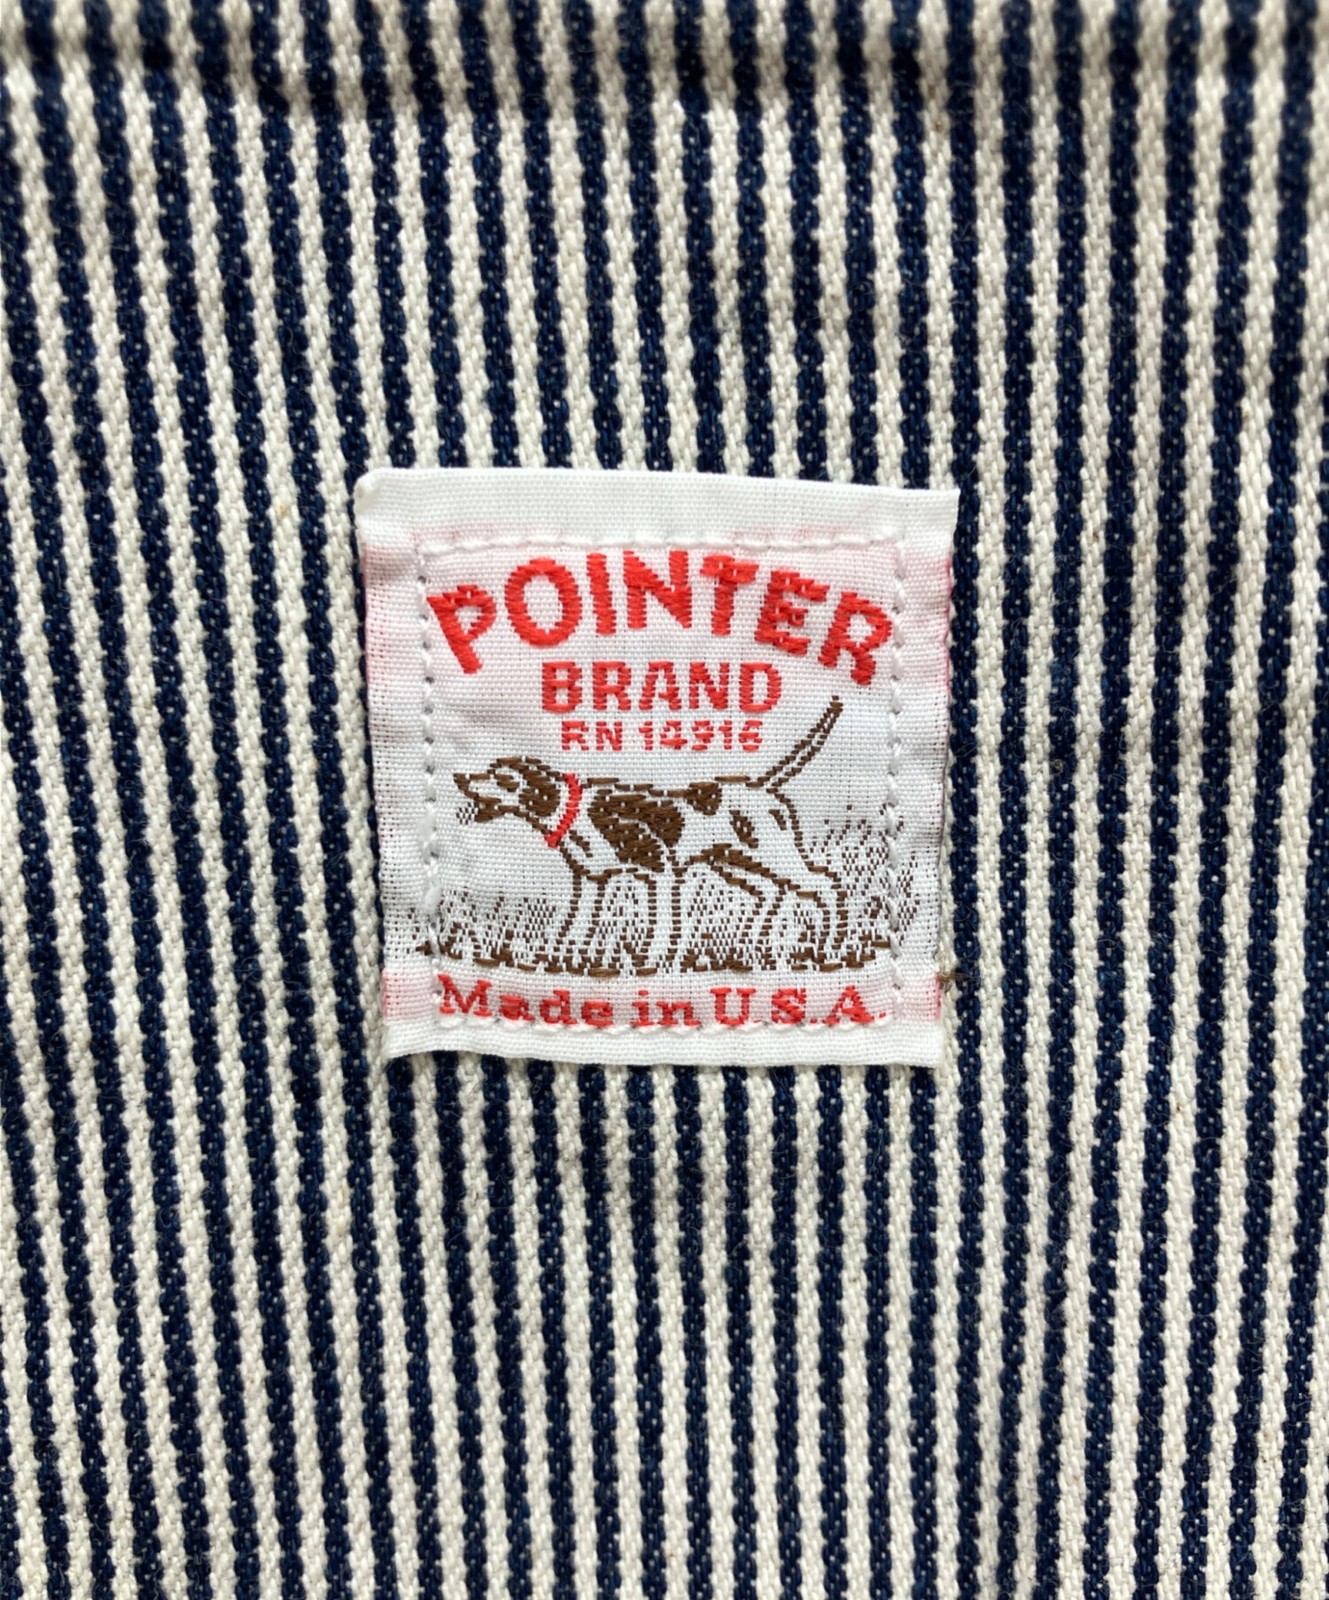 POINTER
BRAND
RN 14916
Made in U.S.A.